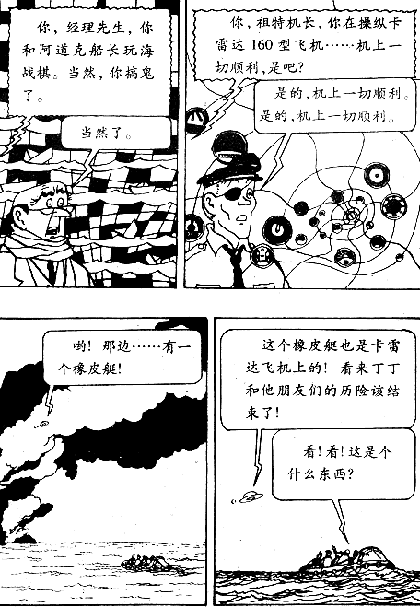 你，经理先生，你
和阿道克船长玩海
战棋。当然，你搞鬼
了。
当然了。
你，祖特机长，你在操纵卡
雷达160型飞机……机上一
切顺利，是吧？
是的，机上一切顺利。
是的，机上一切顺利。
哟！那边……有一
个橡皮艇！
这个橡皮艇也是卡雷
达飞机上的！看来丁丁
和他朋友们的历险该结
束了！
看！看！这是个
什么东西？